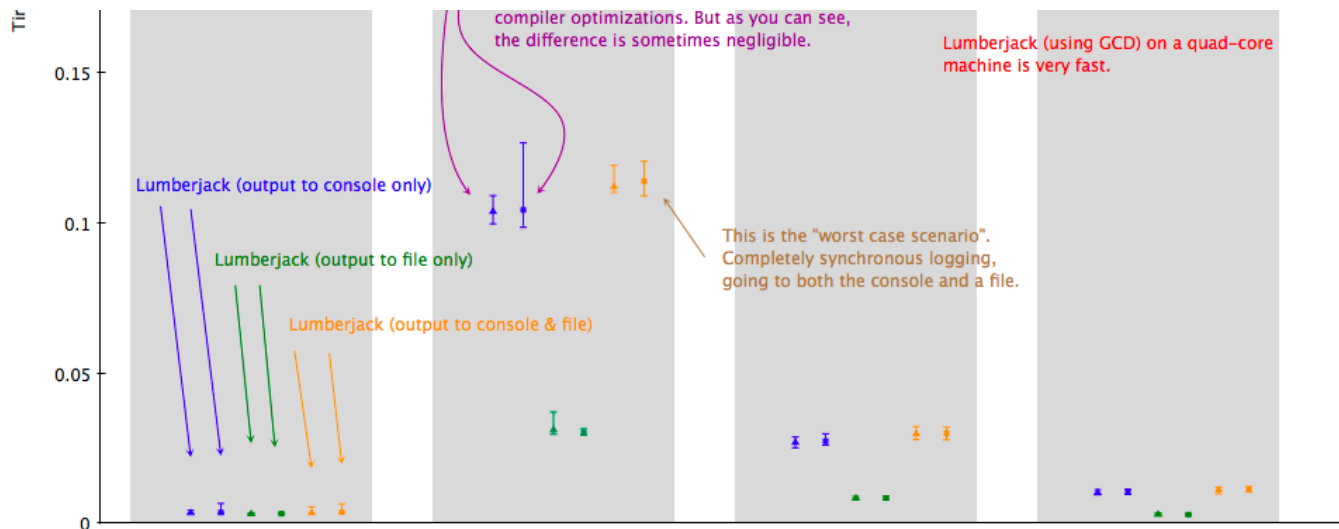 Tir
compiler optimizations. But as you can see,
the difference is sometimes negligible.
Lumberjack (using GCD) on a quad-core
machine is very fast.
0.15
Lumberjack (output to console only)
0.1
This is the "worst case scenario".
Completely synchronous logging,
going to both the console and a file.
Lumberjack (output to file only)
Lumberjack (output to console & file)
0.05
0